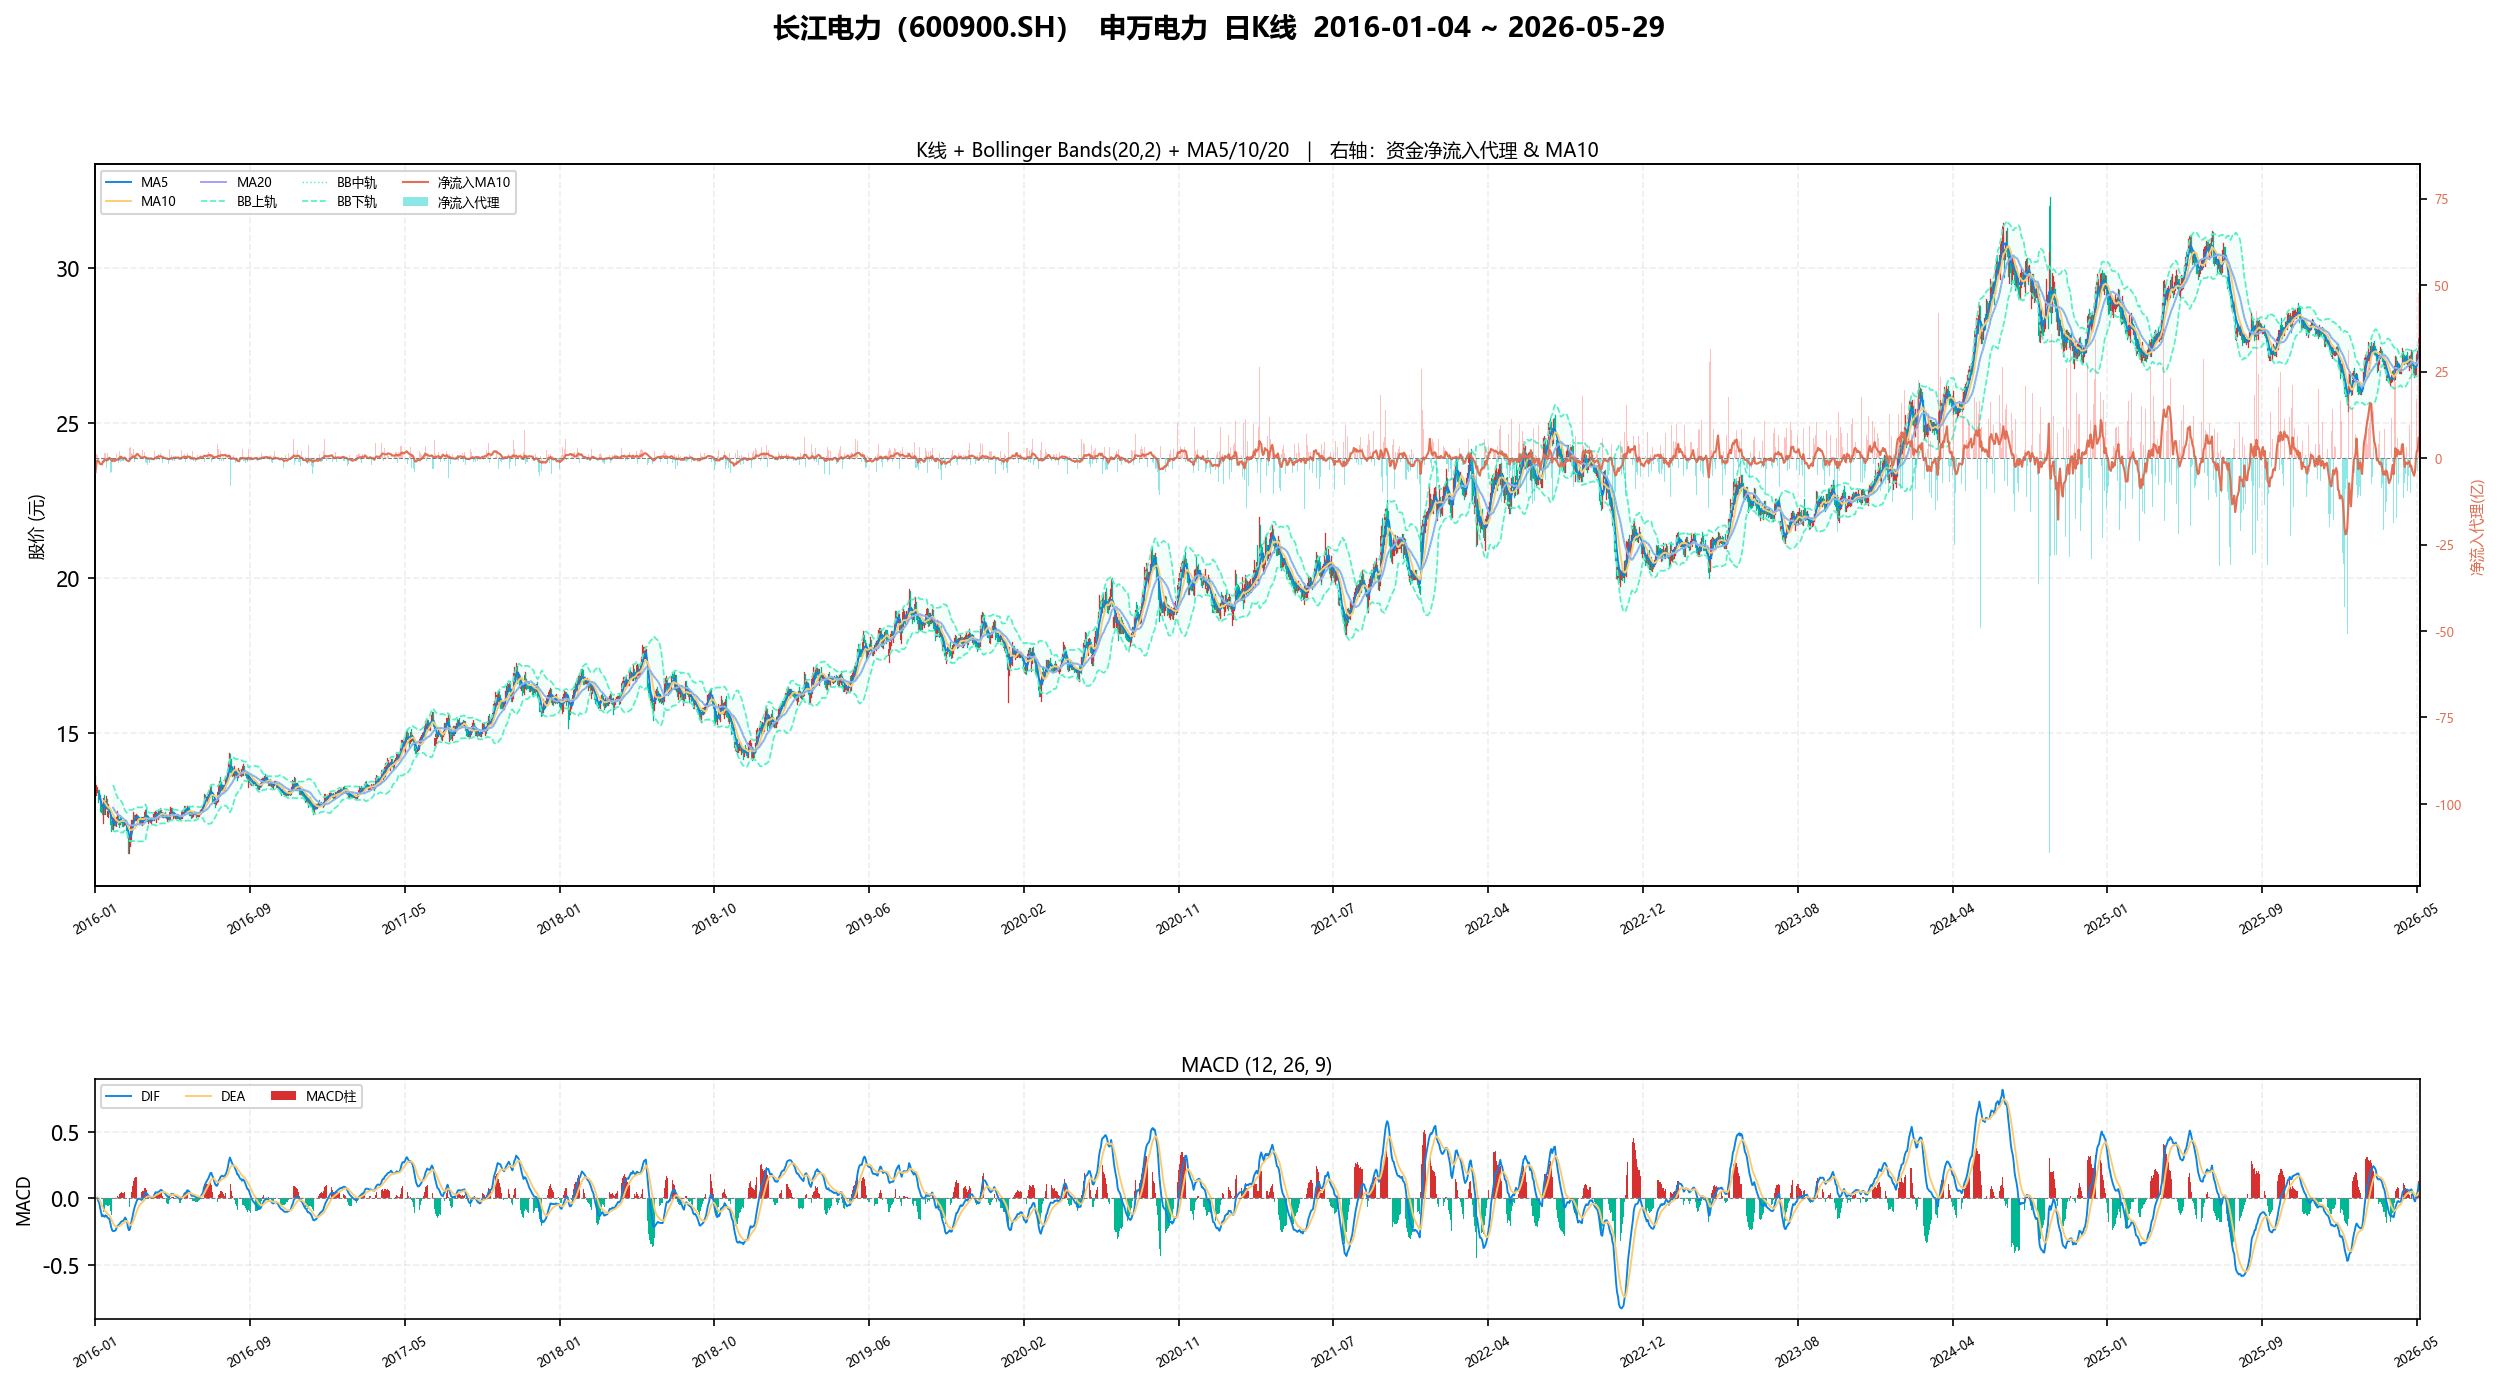 长江电力（600900.SH） 申万电力 日K线 2016-01-04 ~ 2026-05-29
K线 + Bollinger Bands(20,2) + MA5/10/20 | 右轴：资金净流入代理 & MA10
MA5 MA20 BB中轨 净流入MA10
MA10 BB上轨 BB下轨 净流入代理
30
25
20
15
股价 (元)
75
50
25
0
-25
-50
-75
-100
净流入代理(亿)
2016-01 2016-09 2017-05 2018-01 2018-10 2019-06 2020-02 2020-11 2021-07 2022-04 2022-12 2023-08 2024-04 2025-01 2025-09 2026-05
MACD (12, 26, 9)
DIF DEA MACD柱
0.5
0.0
-0.5
MACD
2016-01 2016-09 2017-05 2018-01 2018-10 2019-06 2020-02 2020-11 2021-07 2022-04 2022-12 2023-08 2024-04 2025-01 2025-09 2026-05